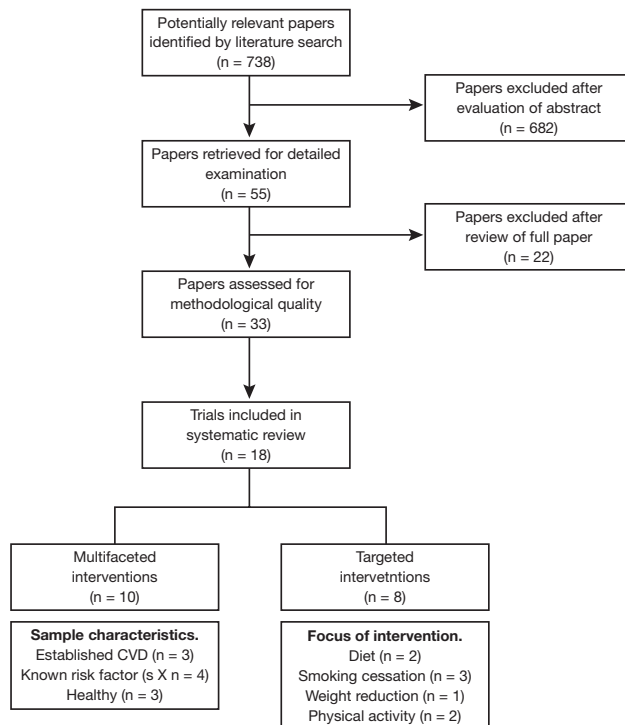 Potentially relevant papers
identified by literature search
(n = 738)
Papers excluded after
evaluation of abstract
(n = 682)
Papers retrieved for detailed
examination
(n = 55)
Papers excluded after
review of full paper
(n = 22)
Papers assessed for
methodological quality
(n = 33)
Trials included in
systematic review
(n = 18)
Multifaceted
interventions
(n = 10)
Targeted
intervetntions
(n = 8)
Sample characteristics.
Established CVD (n = 3)
Known risk factor (s X n = 4)
Healthy (n = 3)
Focus of intervention.
Diet (n = 2)
Smoking cessation (n = 3)
Weight reduction (n = 1)
Physical activity (n = 2)